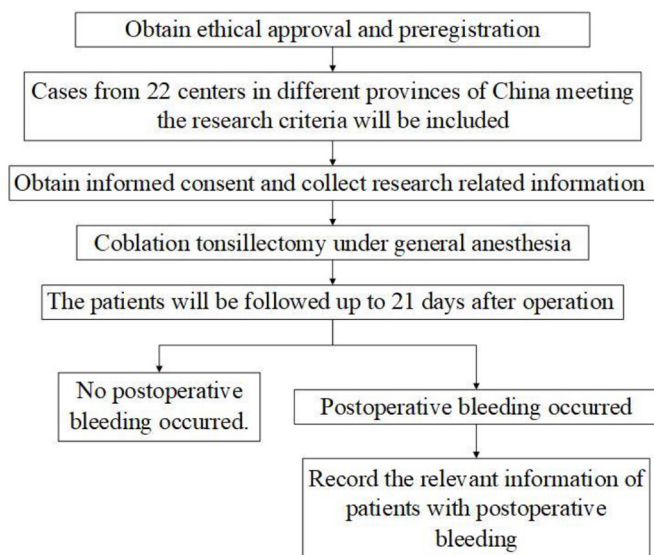 Obtain ethical approval and preregistration
Cases from 22 centers in different provinces of China meeting
the research criteria will be included
Obtain informed consent and collect research related information
Coblation tonsillectomy under general anesthesia
The patients will be followed up to 21 days after operation
No postoperative
bleeding occurred.
Postoperative bleeding occurred
Record the relevant information of
patients with postoperative
bleeding